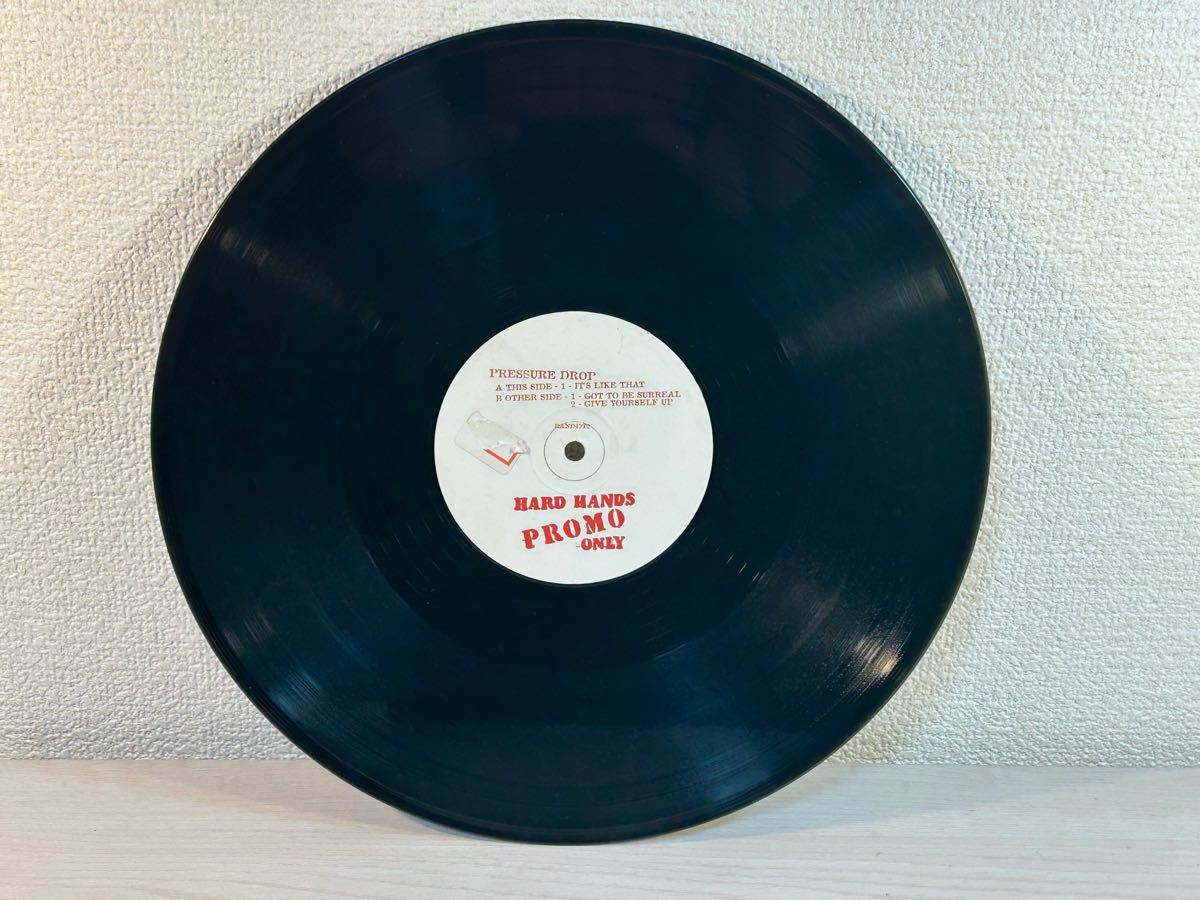 PRESSURE DROP
A THIS SIDE - 1 - IT'S LIKE THAT
B OTHER SIDE - 1 - GOT TO BE SURREAL
2 - GIVE YOURSELF UP
HARD HANDS
PROMO
ONLY